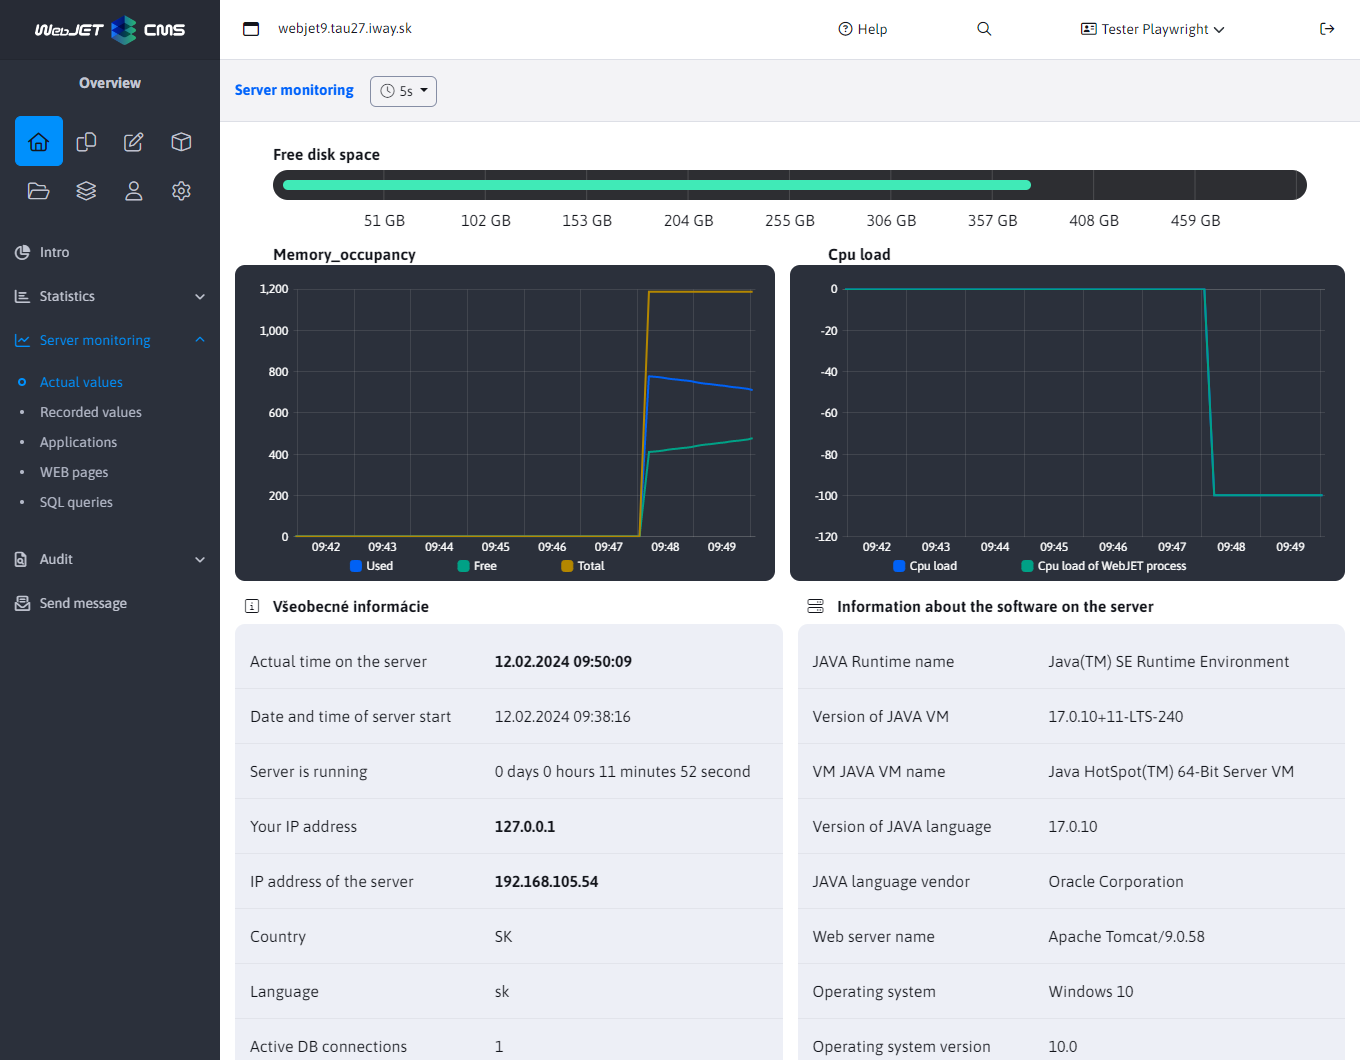 WebJET CMS
webjet9.tau27.iway.sk
Help
Tester Playwright
Overview
Server monitoring
5s
Intro
Statistics
Server monitoring
Actual values
Recorded values
Applications
WEB pages
SQL queries
Audit
Send message
Free disk space
51 GB 102 GB 153 GB 204 GB 255 GB 306 GB 357 GB 408 GB 459 GB
Memory_occupancy
1,200
1,000
800
600
400
200
0
09:42 09:43 09:44 09:45 09:46 09:47 09:48 09:49
Used Free Total
Cpu load
0
-20
-40
-60
-80
-100
-120
09:42 09:43 09:44 09:45 09:46 09:47 09:48 09:49
Cpu load Cpu load of WebJET process
Všeobecné informácie
Actual time on the server 12.02.2024 09:50:09
Date and time of server start 12.02.2024 09:38:16
Server is running 0 days 0 hours 11 minutes 52 second
Your IP address 127.0.0.1
IP address of the server 192.168.105.54
Country SK
Language sk
Active DB connections 1
Information about the software on the server
JAVA Runtime name Java(TM) SE Runtime Environment
Version of JAVA VM 17.0.10+11-LTS-240
VM JAVA VM name Java HotSpot(TM) 64-Bit Server VM
Version of JAVA language 17.0.10
JAVA language vendor Oracle Corporation
Web server name Apache Tomcat/9.0.58
Operating system Windows 10
Operating system version 10.0